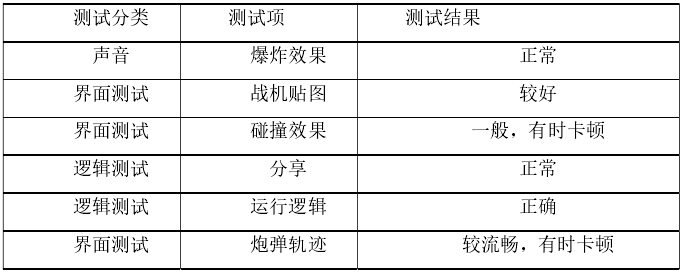 测试分类 测试项 测试结果
声音 爆炸效果 正常
界面测试 战机贴图 较好
界面测试 碰撞效果 一般，有时卡顿
逻辑测试 分享 正常
逻辑测试 运行逻辑 正确
界面测试 炮弹轨迹 较流畅，有时卡顿